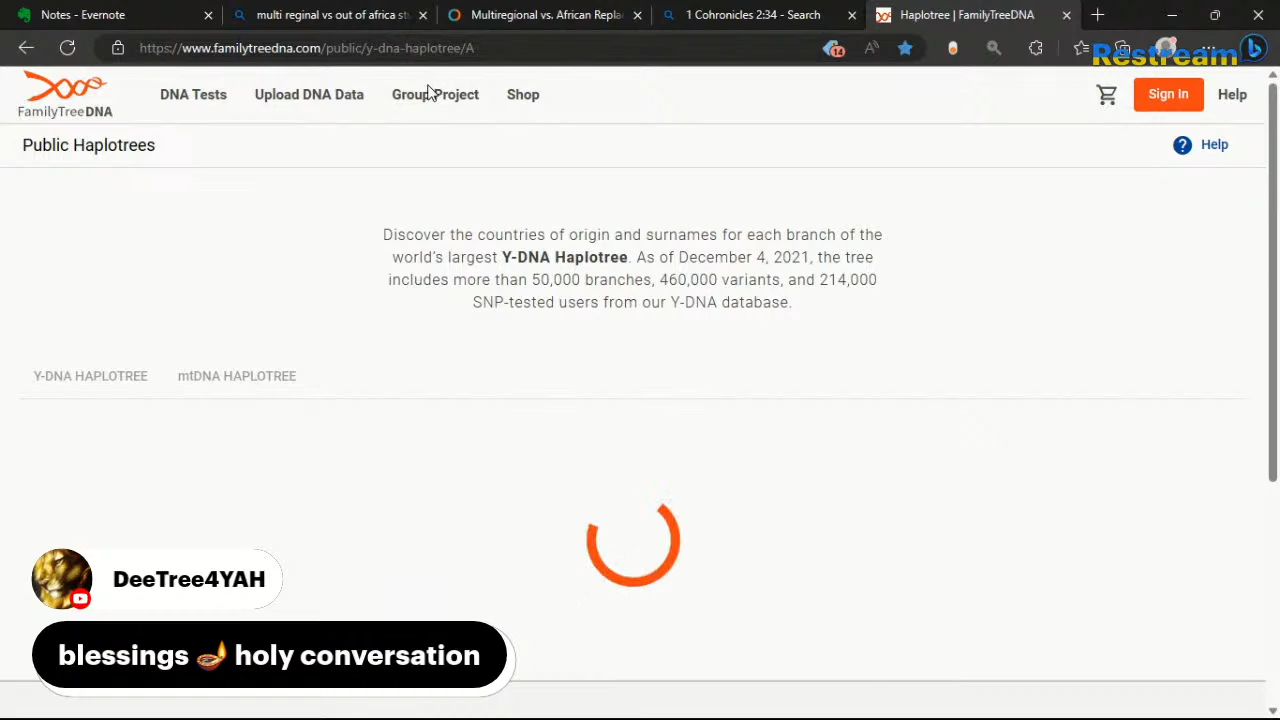 Notes - Evernote
multi reginal vs out of africa st
Multiregional vs. African Repla
1 Cohronicles 2:34 - Search
Haplotree | FamilyTreeDNA
https://www.familytreedna.com/public/y-dna-haplotree/A
14
Restream
FamilyTreeDNA
DNA Tests
Upload DNA Data
Group Project
Shop
Sign In
Help
Public Haplotrees
? Help
Discover the countries of origin and surnames for each branch of the
world's largest Y-DNA Haplotree. As of December 4, 2021, the tree
includes more than 50,000 branches, 460,000 variants, and 214,000
SNP-tested users from our Y-DNA database.
Y-DNA HAPLOTREE
mtDNA HAPLOTREE
DeeTree4YAH
blessings 🪔 holy conversation